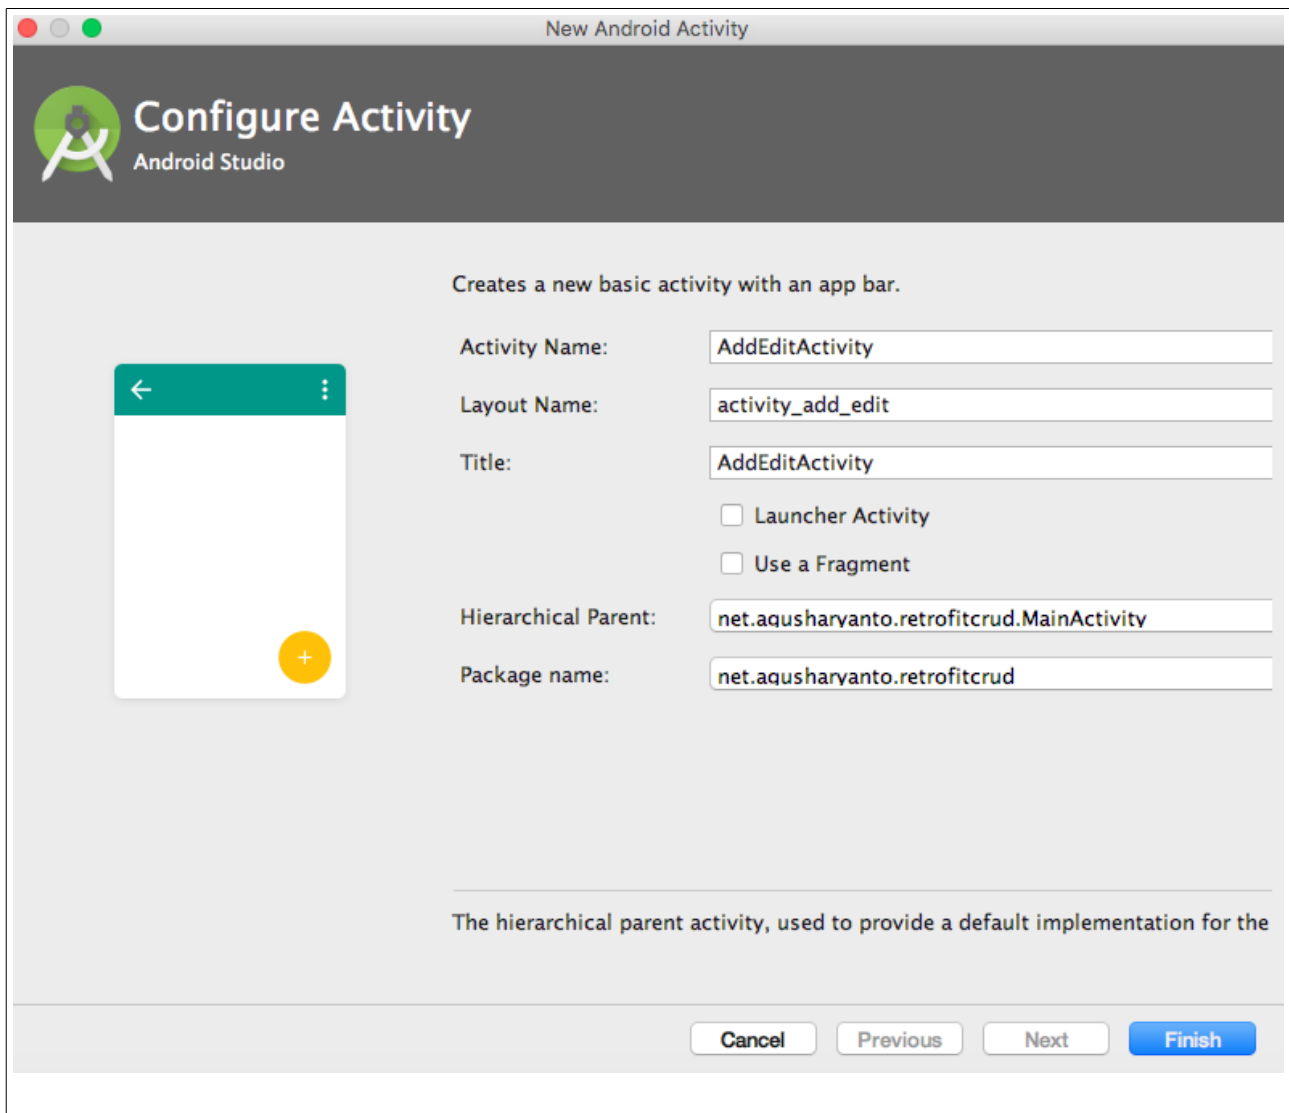 New Android Activity
Configure Activity
Android Studio
Creates a new basic activity with an app bar.
Activity Name: AddEditActivity
Layout Name: activity_add_edit
Title: AddEditActivity
Launcher Activity
Use a Fragment
Hierarchical Parent: net.agusharyanto.retrofitcrud.MainActivity
Package name: net.agusharyanto.retrofitcrud
The hierarchical parent activity, used to provide a default implementation for the
Cancel Previous Next Finish